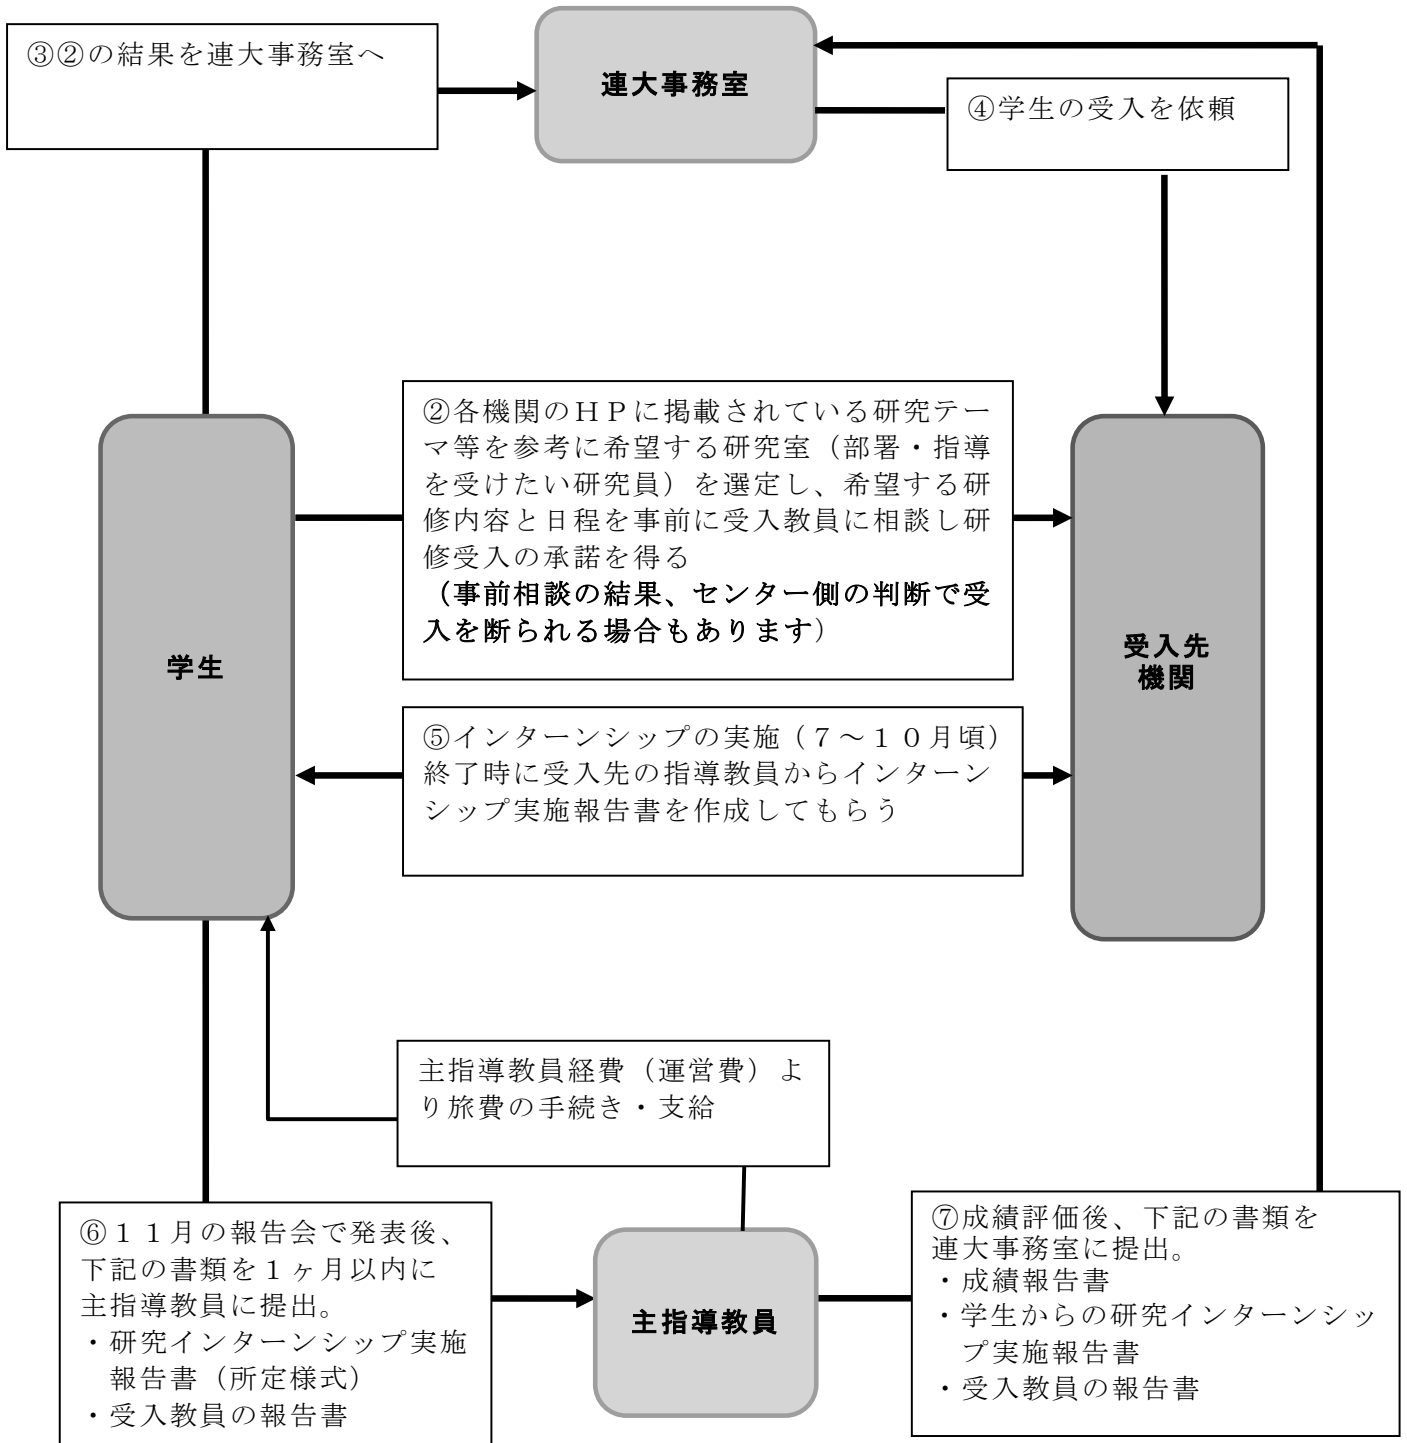 ③②の結果を連大事務室へ
連大事務室
④学生の受入を依頼
②各機関のＨＰに掲載されている研究テー
マ等を参考に希望する研究室（部署・指導
を受けたい研究員）を選定し、希望する研
修内容と日程を事前に受入教員に相談し研
修受入の承諾を得る
（事前相談の結果、センター側の判断で受
入を断られる場合もあります）
学生
受入先
機関
⑤インターンシップの実施（７～１０月頃）
終了時に受入先の指導教員からインターン
シップ実施報告書を作成してもらう
主指導教員経費（運営費）よ
り旅費の手続き・支給
⑥１１月の報告会で発表後、
下記の書類を１ヶ月以内に
主指導教員に提出。
・研究インターンシップ実施
報告書（所定様式）
・受入教員の報告書
主指導教員
⑦成績評価後、下記の書類を
連大事務室に提出。
・成績報告書
・学生からの研究インターンシッ
プ実施報告書
・受入教員の報告書